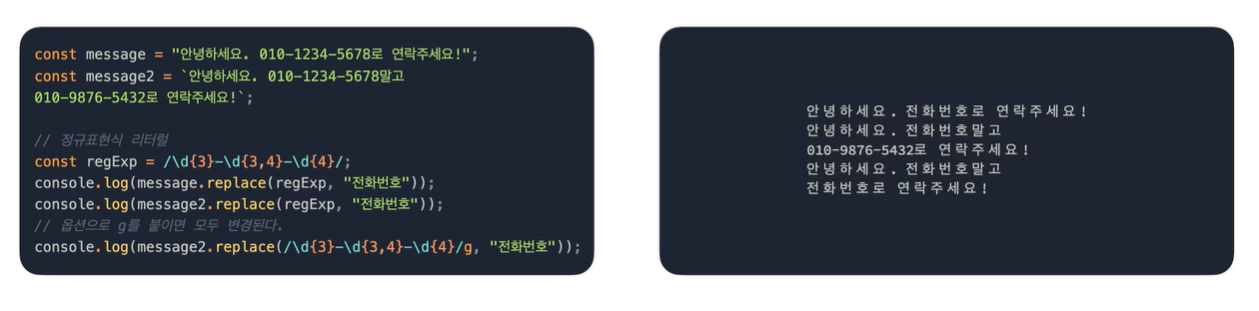 const message = "안녕하세요. 010-1234-5678로 연락주세요!";
const message2 = `안녕하세요. 010-1234-5678말고
010-9876-5432로 연락주세요!`;
// 정규표현식 리터럴
const regExp = /\d{3}-\d{3,4}-\d{4}/;
console.log(message.replace(regExp, "전화번호"));
console.log(message2.replace(regExp, "전화번호"));
// 옵션으로 g를 붙이면 모두 변경된다.
console.log(message2.replace(/\d{3}-\d{3,4}-\d{4}/g, "전화번호"));
안녕하세요. 전화번호로 연락주세요!
안녕하세요. 전화번호말고
010-9876-5432로 연락주세요!
안녕하세요. 전화번호말고
전화번호로 연락주세요!